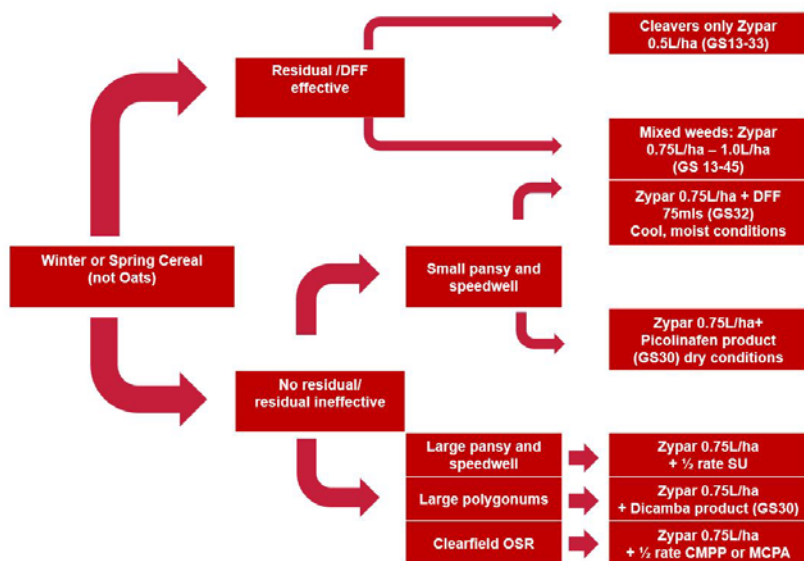 Cleavers only Zypar
0.5L/ha (GS13-33)
Residual /DFF
effective
Mixed weeds: Zypar
0.75L/ha – 1.0L/ha
(GS 13-45)
Zypar 0.75L/ha + DFF
75mls (GS32)
Cool, moist conditions
Winter or Spring Cereal
(not Oats)
Small pansy and
speedwell
Zypar 0.75L/ha+
Picolinafen product
(GS30) dry conditions
No residual/
residual ineffective
Large pansy and
speedwell
Zypar 0.75L/ha
+ ½ rate SU
Large polygonums
Zypar 0.75L/ha
+ Dicamba product (GS30)
Clearfield OSR
Zypar 0.75L/ha
+ ½ rate CMPP or MCPA